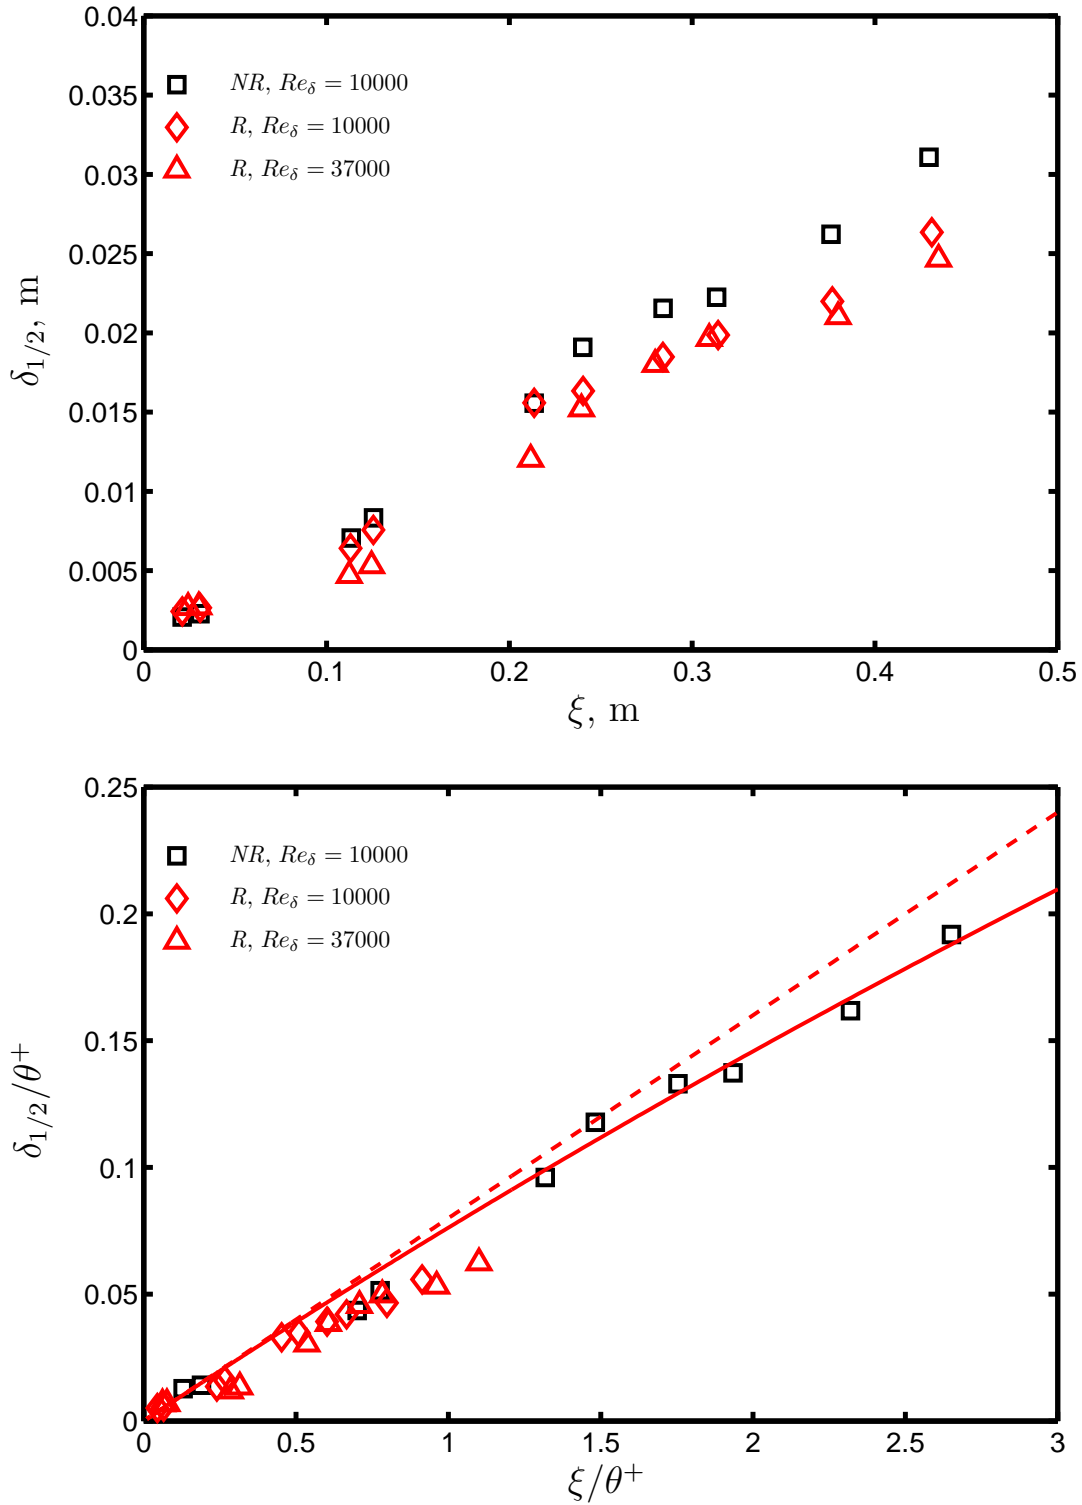 0.04
0.035
0.03
0.025
0.02
0.015
0.01
0.005
0
δ1/2, m
NR, Reδ = 10000
R, Reδ = 10000
R, Reδ = 37000
0 0.1 0.2 0.3 0.4 0.5
ξ, m
0.25
0.2
0.15
0.1
0.05
0
δ1/2/θ+
NR, Reδ = 10000
R, Reδ = 10000
R, Reδ = 37000
0 0.5 1 1.5 2 2.5 3
ξ/θ+